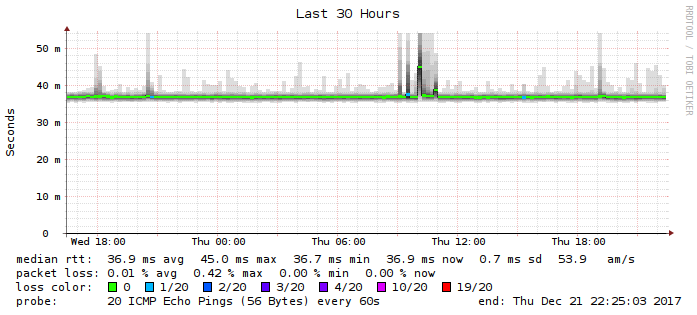 Last 30 Hours
RRDTOOL / TOBI OETIKER
Seconds
50 m
40 m
30 m
20 m
10 m
0
Wed 18:00 Thu 00:00 Thu 06:00 Thu 12:00 Thu 18:00
median rtt: 36.9 ms avg 45.0 ms max 36.7 ms min 36.9 ms now 0.7 ms sd 53.9 am/s
packet loss: 0.01 % avg 0.42 % max 0.00 % min 0.00 % now
loss color: 0 1/20 2/20 3/20 4/20 10/20 19/20
probe: 20 ICMP Echo Pings (56 Bytes) every 60s end: Thu Dec 21 22:25:03 2017